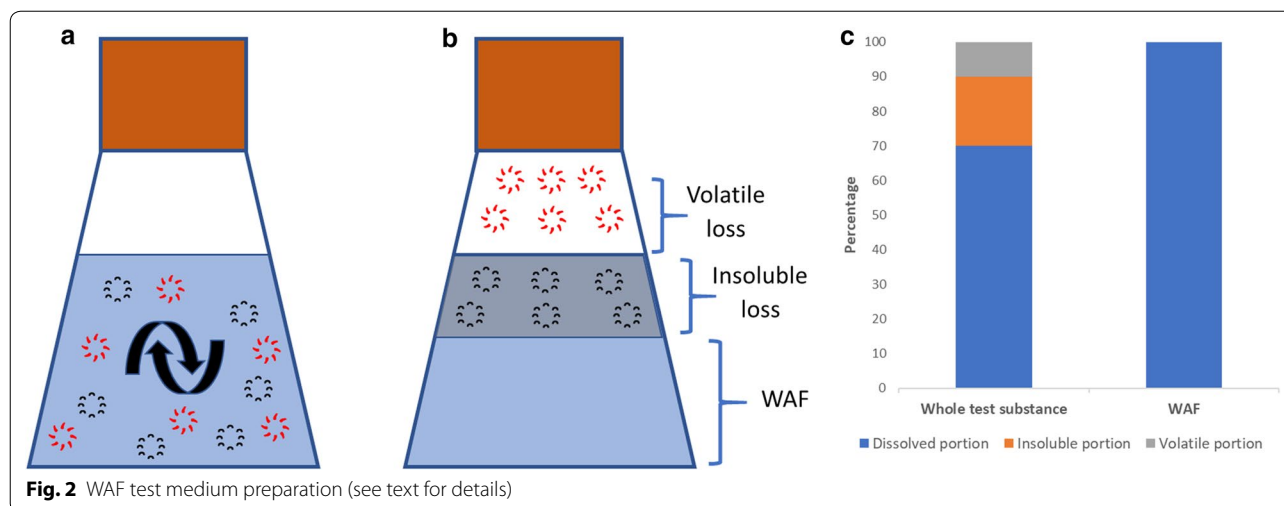 a
b
Volatile
loss
Insoluble
loss
WAF
c
100
90
80
70
60
50
40
30
20
10
0
Percentage
Whole test substance
WAF
Dissolved portion
Insoluble portion
Volatile portion
Fig. 2 WAF test medium preparation (see text for details)